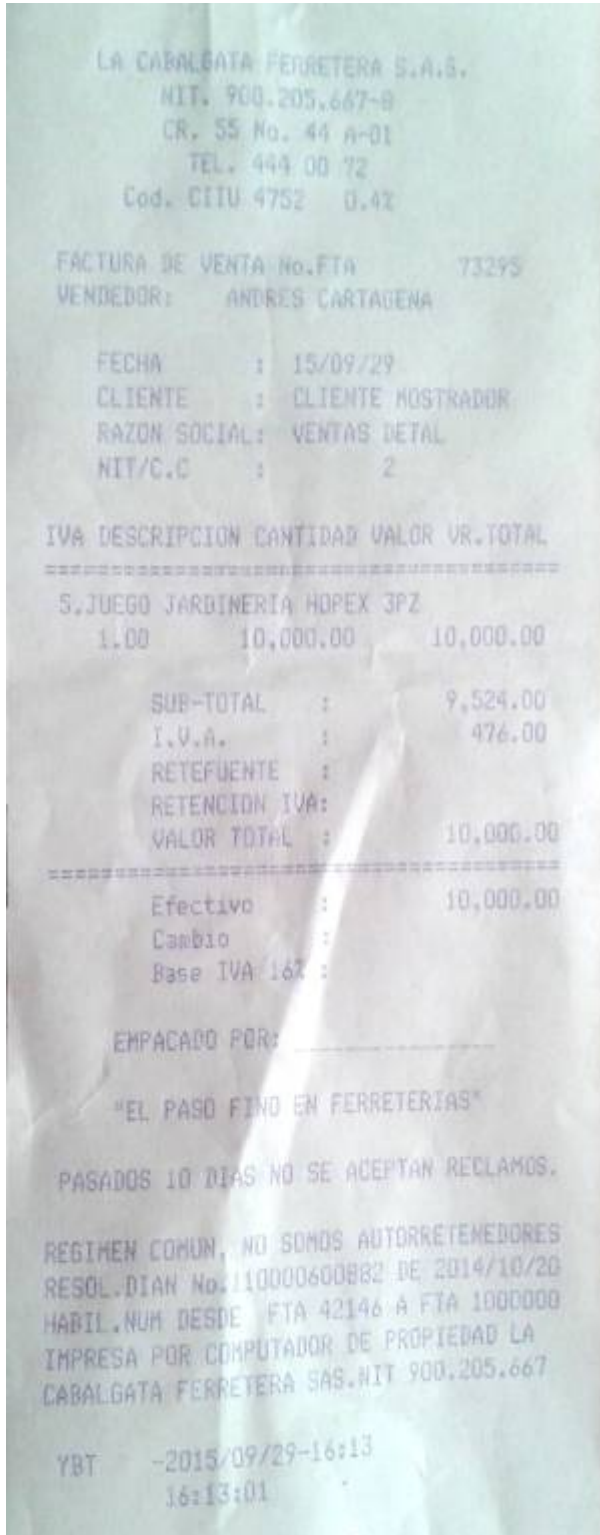 LA CABALGATA FERRETERA S.A.S.
NIT. 900.205.667-8
CR. 55 No. 44 A-01
TEL. 444 00 72
Cod. CIIU 4752 0.4%
FACTURA DE VENTA No.FTA 73295
VENDEDOR: ANDRES CARTAGENA
FECHA : 15/09/29
CLIENTE : CLIENTE MOSTRADOR
RAZON SOCIAL: VENTAS DETAL
NIT/C.C : 2
IVA DESCRIPCION CANTIDAD VALOR VR.TOTAL
==========================================
5.JUEGO JARDINERIA HOPEX 3PZ
1.00 10,000.00 10,000.00
SUB-TOTAL : 9,524.00
I.V.A. : 476.00
RETEFUENTE :
RETENCION IVA:
VALOR TOTAL : 10,000.00
==========================================
Efectivo : 10,000.00
Cambio :
Base IVA 16% :
EMPACADO POR: _______________
"EL PASO FINO EN FERRETERIAS"
PASADOS 10 DIAS NO SE ACEPTAN RECLAMOS.
REGIMEN COMUN, NO SOMOS AUTORRETENEDORES
RESOL.DIAN No.110000600882 DE 2014/10/20
HABIL.NUM DESDE FTA 42146 A FTA 1000000
IMPRESA POR COMPUTADOR DE PROPIEDAD LA
CABALGATA FERRETERA SAS.NIT 900.205.667
YBT -2015/09/29-16:13
16:13:01